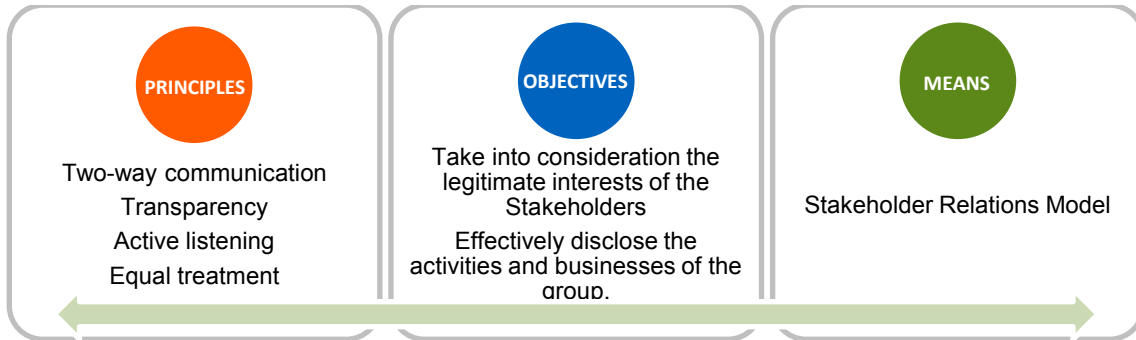 PRINCIPLES
Two-way communication
Transparency
Active listening
Equal treatment
OBJECTIVES
Take into consideration the
legitimate interests of the
Stakeholders
Effectively disclose the
activities and businesses of the
group.
MEANS
Stakeholder Relations Model